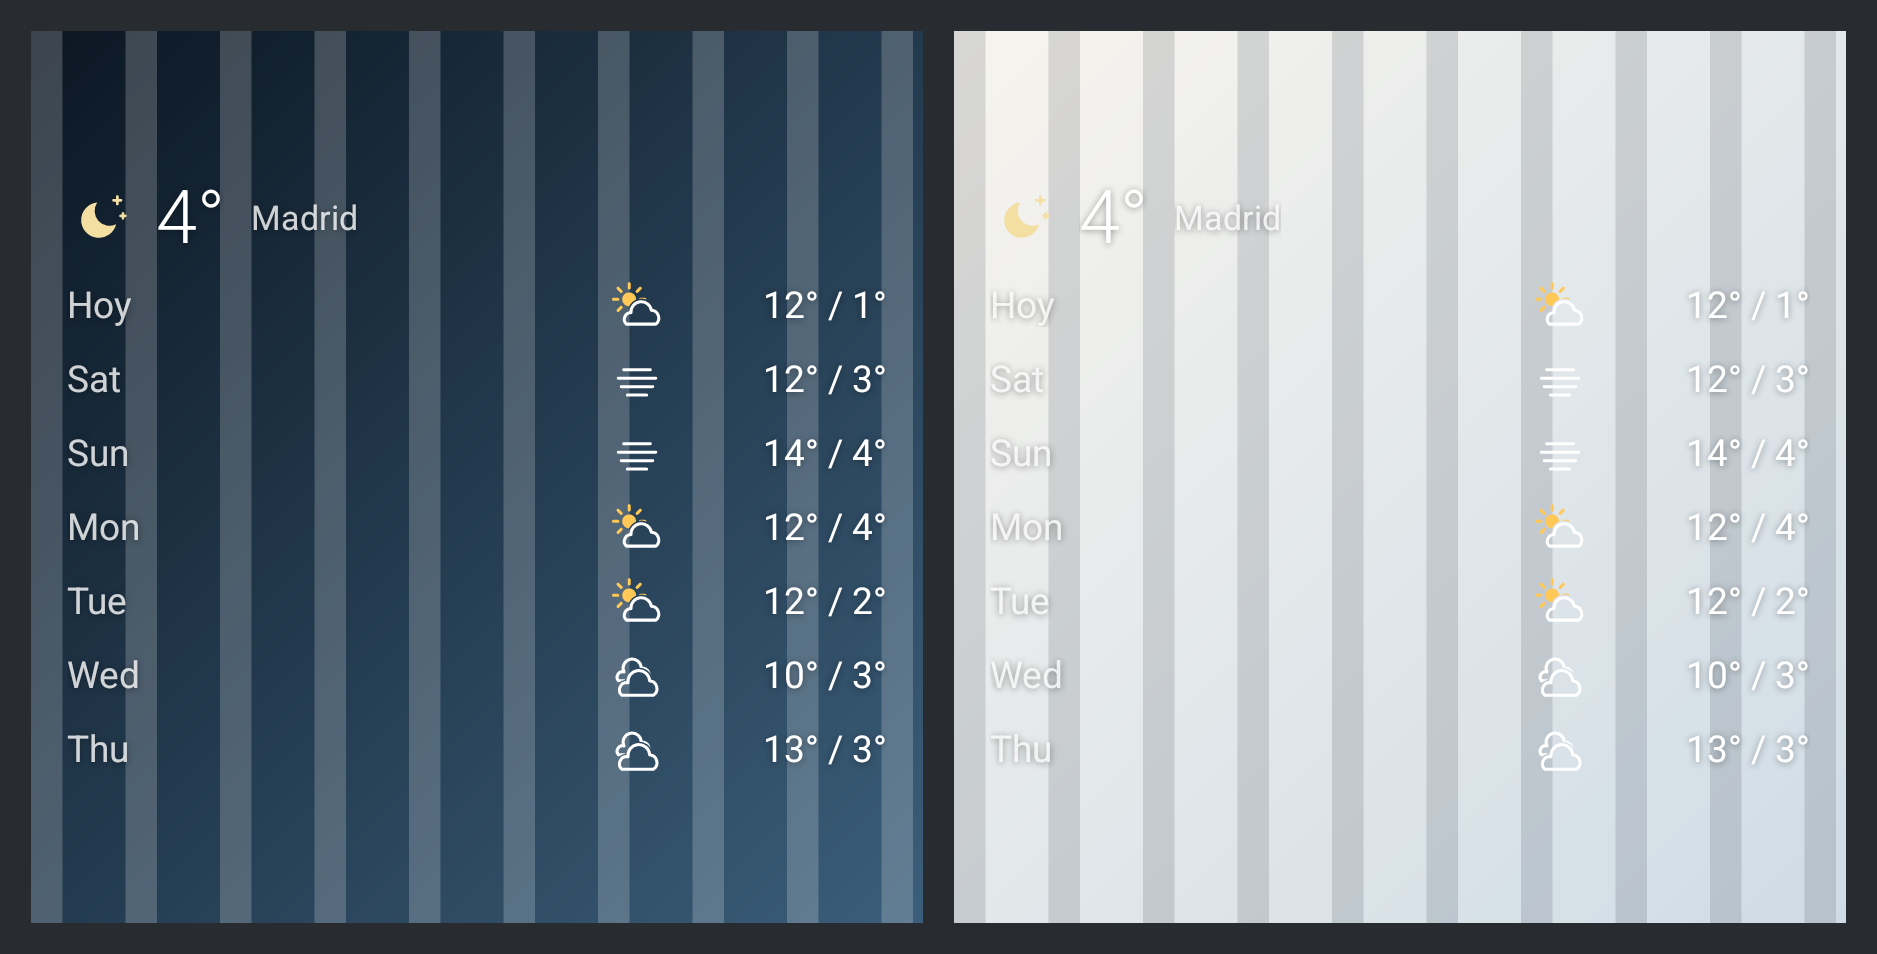 4° Madrid
Hoy 12° / 1°
Sat 12° / 3°
Sun 14° / 4°
Mon 12° / 4°
Tue 12° / 2°
Wed 10° / 3°
Thu 13° / 3°
4° Madrid
Hoy 12° / 1°
Sat 12° / 3°
Sun 14° / 4°
Mon 12° / 4°
Tue 12° / 2°
Wed 10° / 3°
Thu 13° / 3°